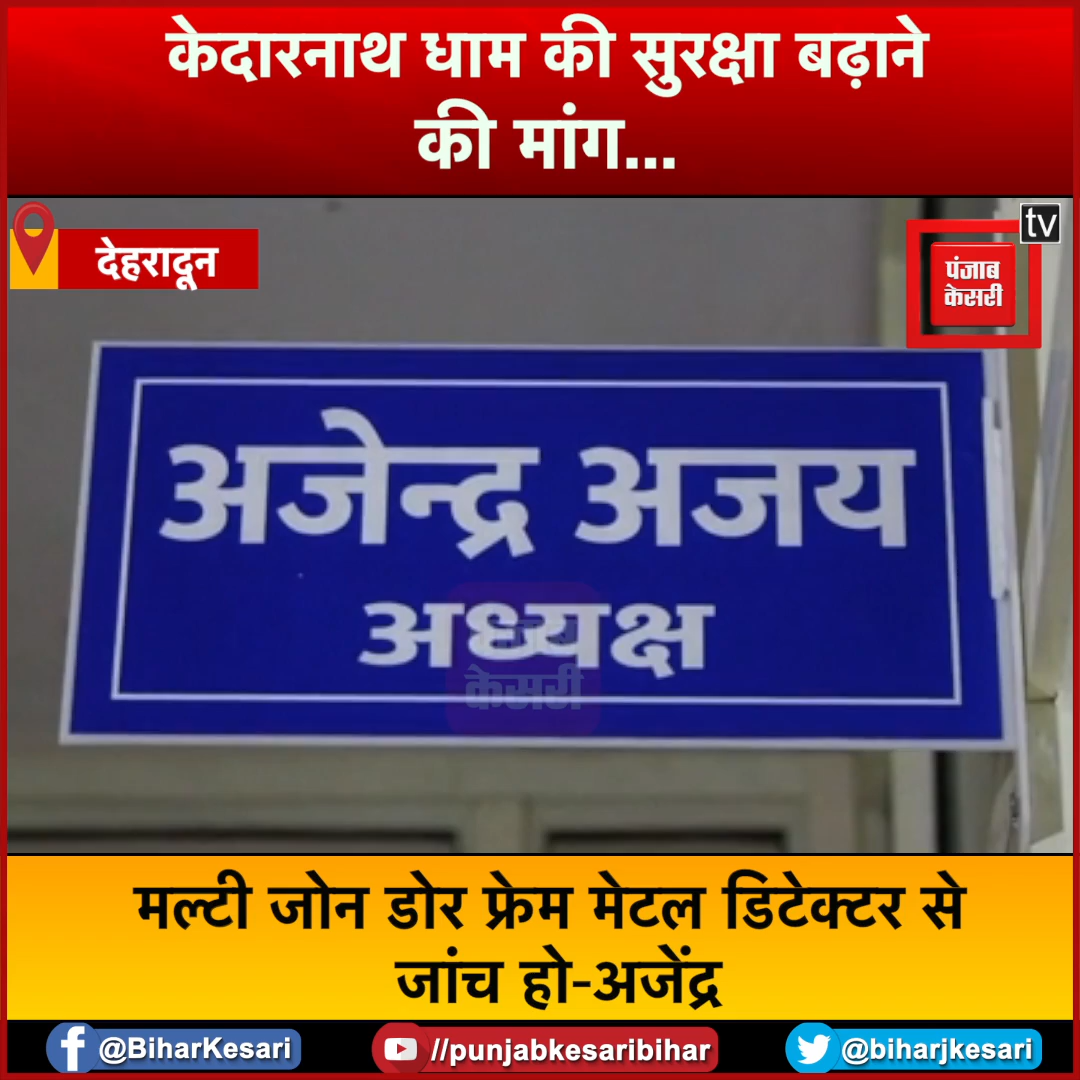 केदारनाथ धाम की सुरक्षा बढ़ाने
की मांग...
देहरादून
tv
पंजाब
केसरी
अजेन्द्र अजय
अध्यक्ष
केसरी
मल्टी जोन डोर फ्रेम मेटल डिटेक्टर से
जांच हो-अजेंद्र
@BiharKesari
//punjabkesaribihar
@biharjkesari